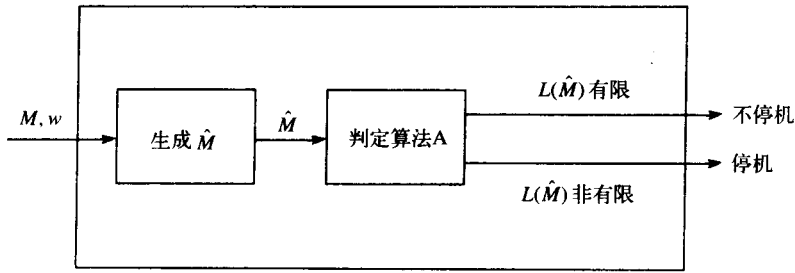 M, w
生成 M̂
M̂
判定算法A
L(M̂) 有限
不停机
停机
L(M̂) 非有限